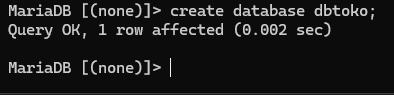 MariaDB [(none)]> create database dbtoko;
Query OK, 1 row affected (0.002 sec)
MariaDB [(none)]>